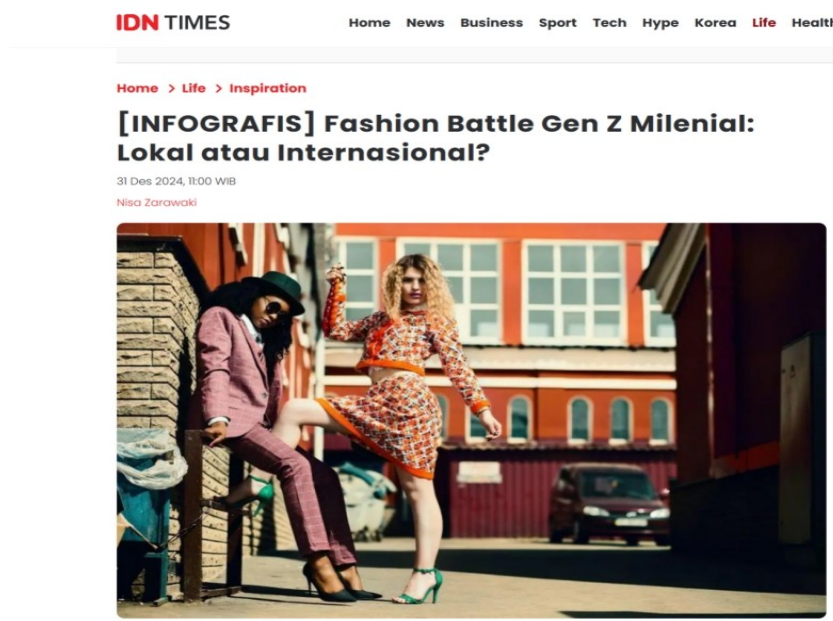 IDN TIMES
Home News Business Sport Tech Hype Korea Life Health
Home > Life > Inspiration
[INFOGRAFIS] Fashion Battle Gen Z Milenial:
Lokal atau Internasional?
31 Des 2024, 11:00 WIB
Nisa Zarawaki